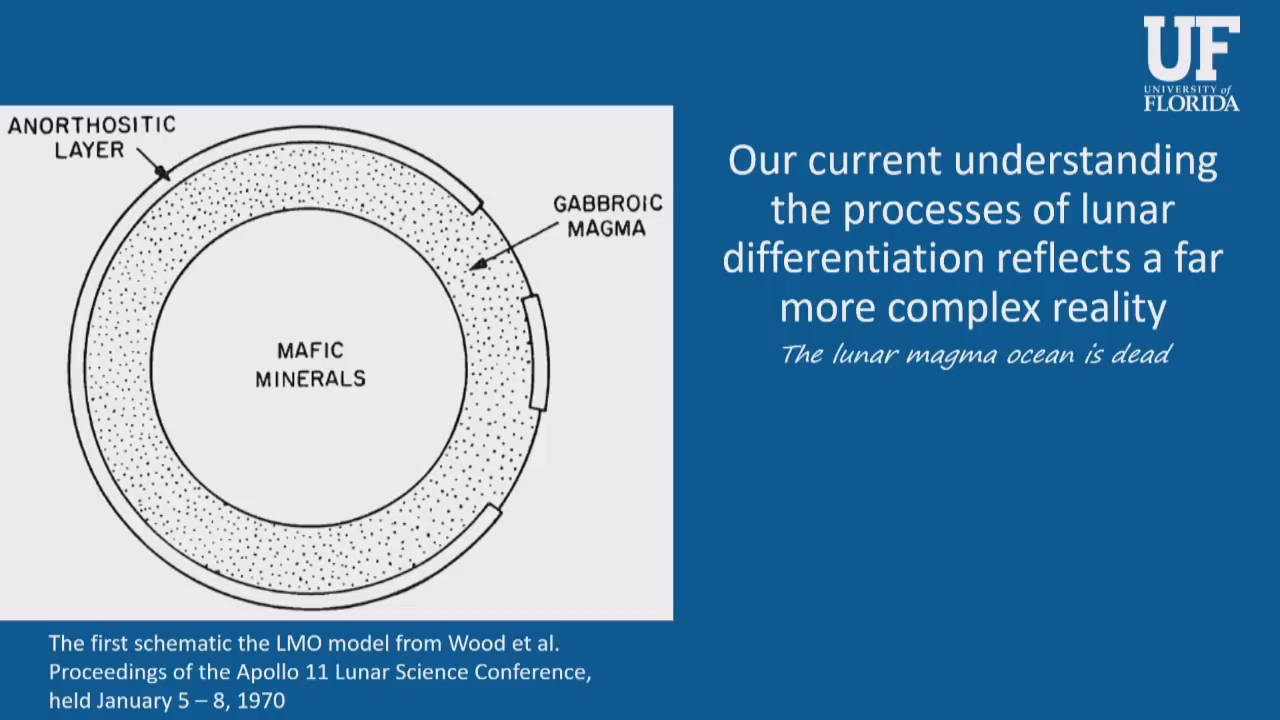 UF
UNIVERSITY of
FLORIDA
ANORTHOSITIC
LAYER
GABBROIC
MAGMA
MAFIC
MINERALS
Our current understanding
the processes of lunar
differentiation reflects a far
more complex reality
The lunar magma ocean is dead
The first schematic the LMO model from Wood et al.
Proceedings of the Apollo 11 Lunar Science Conference,
held January 5 – 8, 1970